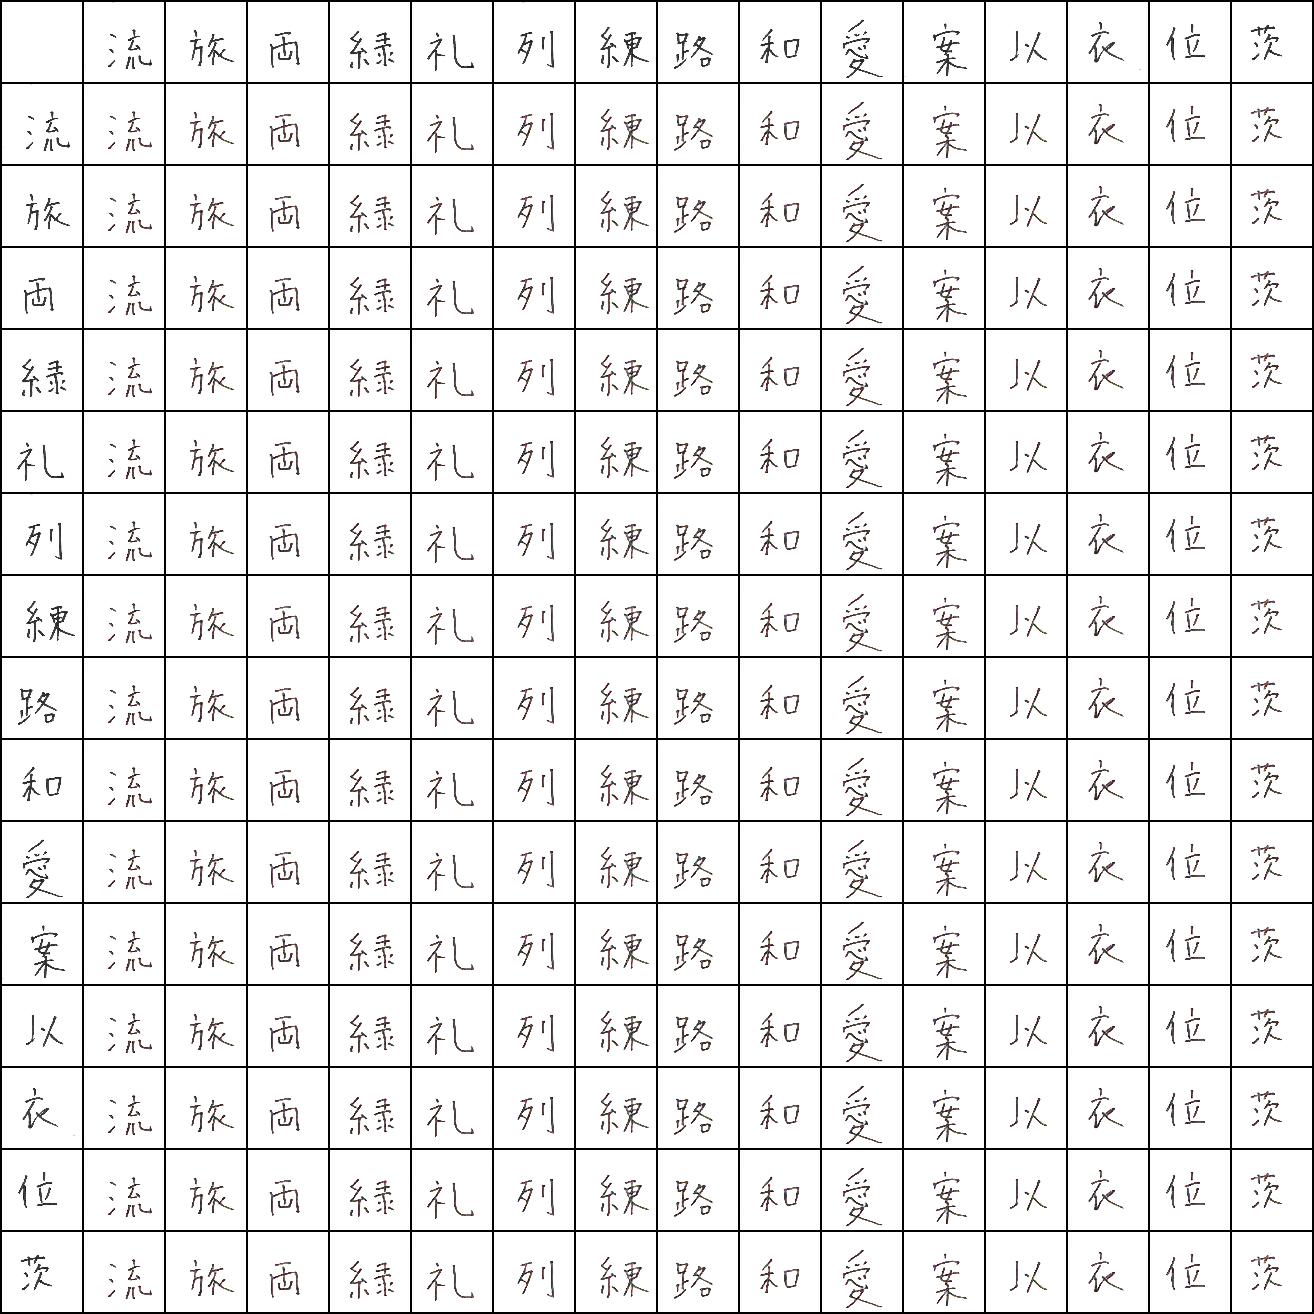 流 旅 両 緑 礼 列 練 路 和 愛 案 以 衣 位 茨
流 流 旅 両 緑 礼 列 練 路 和 愛 案 以 衣 位 茨
旅 流 旅 両 緑 礼 列 練 路 和 愛 案 以 衣 位 茨
両 流 旅 両 緑 礼 列 練 路 和 愛 案 以 衣 位 茨
緑 流 旅 両 緑 礼 列 練 路 和 愛 案 以 衣 位 茨
礼 流 旅 両 緑 礼 列 練 路 和 愛 案 以 衣 位 茨
列 流 旅 両 緑 礼 列 練 路 和 愛 案 以 衣 位 茨
練 流 旅 両 緑 礼 列 練 路 和 愛 案 以 衣 位 茨
路 流 旅 両 緑 礼 列 練 路 和 愛 案 以 衣 位 茨
和 流 旅 両 緑 礼 列 練 路 和 愛 案 以 衣 位 茨
愛 流 旅 両 緑 礼 列 練 路 和 愛 案 以 衣 位 茨
案 流 旅 両 緑 礼 列 練 路 和 愛 案 以 衣 位 茨
以 流 旅 両 緑 礼 列 練 路 和 愛 案 以 衣 位 茨
衣 流 旅 両 緑 礼 列 練 路 和 愛 案 以 衣 位 茨
位 流 旅 両 緑 礼 列 練 路 和 愛 案 以 衣 位 茨
茨 流 旅 両 緑 礼 列 練 路 和 愛 案 以 衣 位 茨